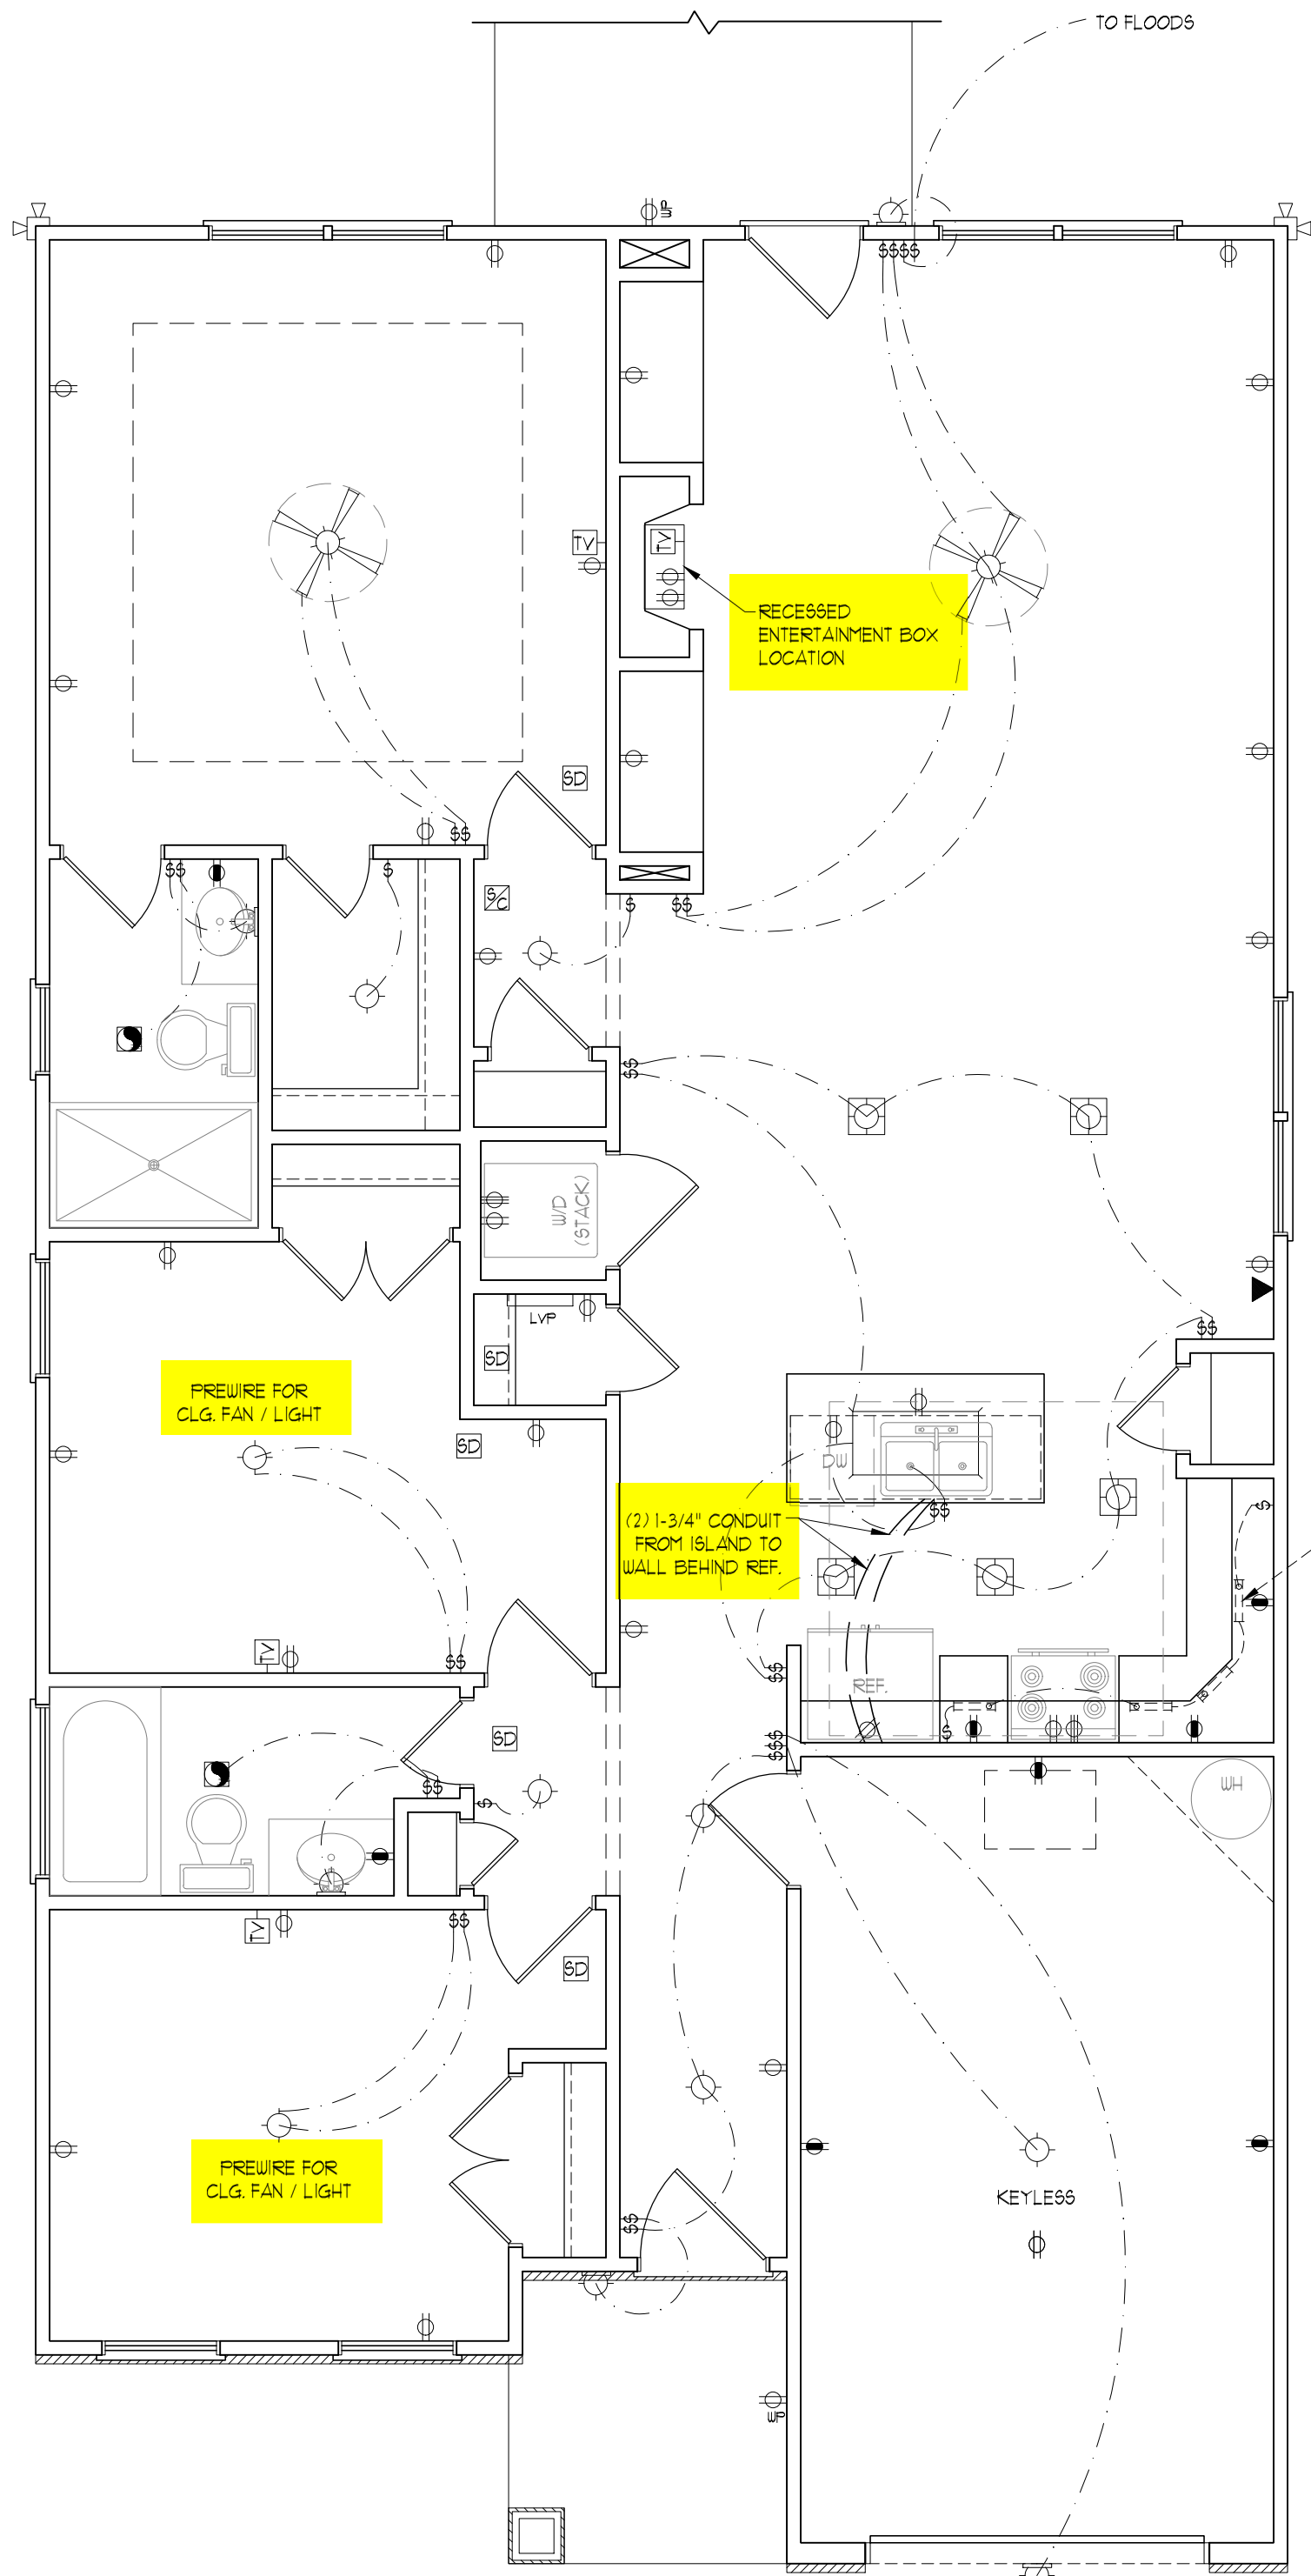 TO FLOODS
WP
$$$$
TV
TV
RECESSED
ENTERTAINMENT BOX
LOCATION
SD
$$
$$
$
S/C
$
$$
$$
W/D
(STACK)
LVP
SD
$$
PREWIRE FOR
CLG. FAN / LIGHT
SD
DW
$
$$
(2) 1-3/4" CONDUIT
FROM ISLAND TO
WALL BEHIND REF.
TV
$$
$$
REF.
SD
$
$$$
WH
$$
$
TV
$$
SD
PREWIRE FOR
CLG. FAN / LIGHT
KEYLESS
$$
WP